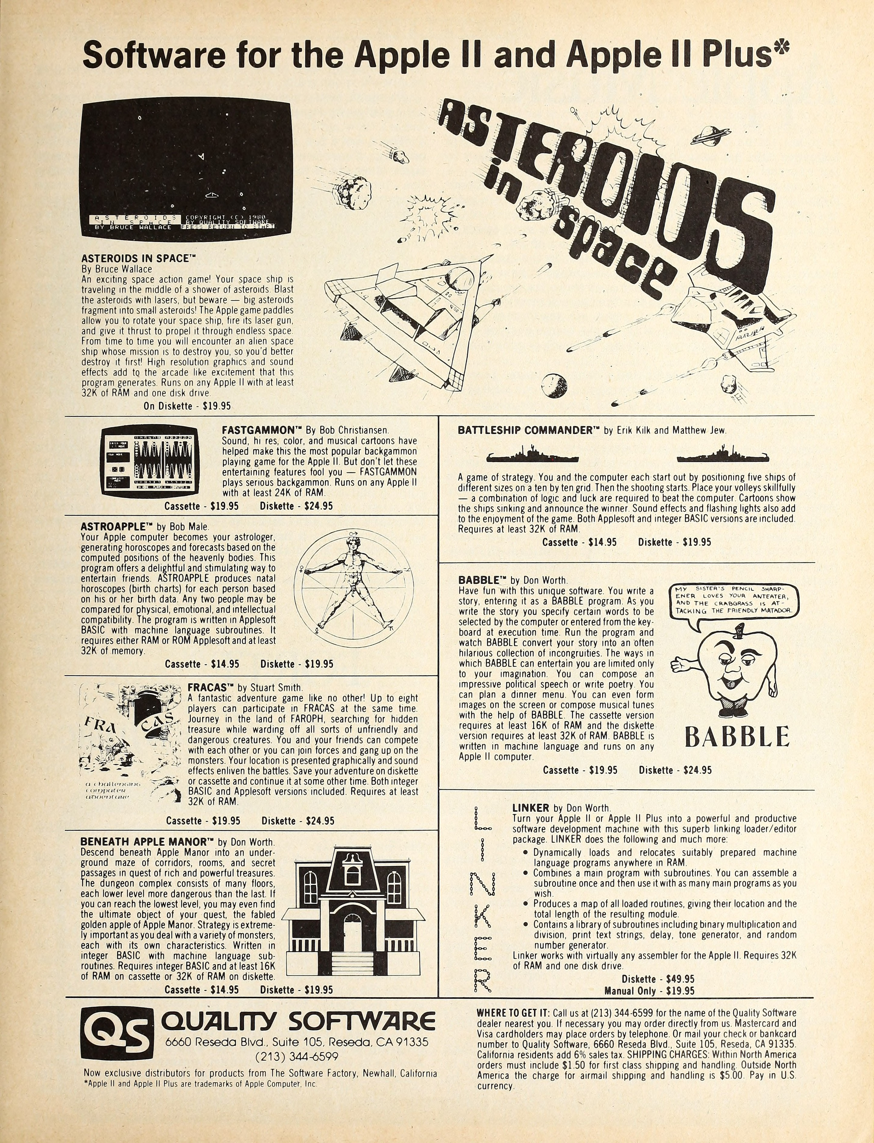 Software for the Apple II and Apple II Plus*
ASTEROIDS
IN SPACE
BY BRUCE WALLACE
COPYRIGHT (C) 1980
BY QUALITY SOFTWARE
PRESS RETURN TO START
ASTEROIDS
in
space
ASTEROIDS IN SPACE™
By Bruce Wallace
An exciting space action game! Your space ship is
traveling in the middle of a shower of asteroids. Blast
the asteroids with lasers, but beware — big asteroids
fragment into small asteroids! The Apple game paddles
allow you to rotate your space ship, fire its laser gun,
and give it thrust to propel it through endless space.
From time to time you will encounter an alien space
ship whose mission is to destroy you, so you'd better
destroy it first! High resolution graphics and sound
effects add to the arcade like excitement that this
program generates. Runs on any Apple II with at least
32K of RAM and one disk drive.
On Diskette - $19.95
FASTGAMMON™ By Bob Christiansen.
Sound, hi res, color, and musical cartoons have
helped make this the most popular backgammon
playing game for the Apple II. But don't let these
entertaining features fool you — FASTGAMMON
plays serious backgammon. Runs on any Apple II
with at least 24K of RAM.
Cassette - $19.95 Diskette - $24.95
ASTROAPPLE™ by Bob Male.
Your Apple computer becomes your astrologer,
generating horoscopes and forecasts based on the
computed positions of the heavenly bodies. This
program offers a delightful and stimulating way to
entertain friends. ASTROAPPLE produces natal
horoscopes (birth charts) for each person based
on his or her birth data. Any two people may be
compared for physical, emotional, and intellectual
compatibility. The program is written in Applesoft
BASIC with machine language subroutines. It
requires either RAM or ROM Applesoft and at least
32K of memory.
Cassette - $14.95 Diskette - $19.95
FRACAS
a challenging
computer
adventure
FRACAS™ by Stuart Smith.
A fantastic adventure game like no other! Up to eight
players can participate in FRACAS at the same time.
Journey in the land of FAROPH, searching for hidden
treasure while warding off all sorts of unfriendly and
dangerous creatures. You and your friends can compete
with each other or you can join forces and gang up on the
monsters. Your location is presented graphically and sound
effects enliven the battles. Save your adventure on diskette
or cassette and continue it at some other time. Both integer
BASIC and Applesoft versions included. Requires at least
32K of RAM.
Cassette - $19.95 Diskette - $24.95
BENEATH APPLE MANOR™ by Don Worth.
Descend beneath Apple Manor into an under-
ground maze of corridors, rooms, and secret
passages in quest of rich and powerful treasures.
The dungeon complex consists of many floors,
each lower level more dangerous than the last. If
you can reach the lowest level, you may even find
the ultimate object of your quest, the fabled
golden apple of Apple Manor. Strategy is extreme-
ly important as you deal with a variety of monsters,
each with its own characteristics. Written in
integer BASIC with machine language sub-
routines. Requires integer BASIC and at least 16K
of RAM on cassette or 32K of RAM on diskette.
Cassette - $14.95 Diskette - $19.95
BATTLESHIP COMMANDER™ by Erik Kilk and Matthew Jew.
A game of strategy. You and the computer each start out by positioning five ships of
different sizes on a ten by ten grid. Then the shooting starts. Place your volleys skillfully
— a combination of logic and luck are required to beat the computer. Cartoons show
the ships sinking and announce the winner. Sound effects and flashing lights also add
to the enjoyment of the game. Both Applesoft and integer BASIC versions are included.
Requires at least 32K of RAM.
Cassette - $14.95 Diskette - $19.95
BABBLE™ by Don Worth.
Have fun with this unique software. You write a
story, entering it as a BABBLE program. As you
write the story you specify certain words to be
selected by the computer or entered from the key-
board at execution time. Run the program and
watch BABBLE convert your story into an often
hilarious collection of incongruities. The ways in
which BABBLE can entertain you are limited only
to your imagination. You can compose an
impressive political speech or write poetry. You
can plan a dinner menu. You can even form
images on the screen or compose musical tunes
with the help of BABBLE. The cassette version
requires at least 16K of RAM and the diskette
version requires at least 32K of RAM. BABBLE is
written in machine language and runs on any
Apple II computer.
Cassette - $19.95 Diskette - $24.95
MY SISTER'S PENCIL SHARP-
ENER LOVES YOUR ANTEATER,
AND THE CRABGRASS IS AT-
TACKING THE FRIENDLY MATADOR.
BABBLE
LINKER
LINKER by Don Worth.
Turn your Apple II or Apple II Plus into a powerful and productive
software development machine with this superb linking loader/editor
package. LINKER does the following and much more:
• Dynamically loads and relocates suitably prepared machine
language programs anywhere in RAM.
• Combines a main program with subroutines. You can assemble a
subroutine once and then use it with as many main programs as you
wish.
• Produces a map of all loaded routines, giving their location and the
total length of the resulting module.
• Contains a library of subroutines including binary multiplication and
division, print text strings, delay, tone generator, and random
number generator.
Linker works with virtually any assembler for the Apple II. Requires 32K
of RAM and one disk drive.
Diskette - $49.95
Manual Only - $19.95
QS QUALITY SOFTWARE
6660 Reseda Blvd., Suite 105, Reseda, CA 91335
(213) 344-6599
Now exclusive distributors for products from The Software Factory, Newhall, California
*Apple II and Apple II Plus are trademarks of Apple Computer, Inc.
WHERE TO GET IT: Call us at (213) 344-6599 for the name of the Quality Software
dealer nearest you. If necessary you may order directly from us. Mastercard and
Visa cardholders may place orders by telephone. Or mail your check or bankcard
number to Quality Software, 6660 Reseda Blvd., Suite 105, Reseda, CA 91335.
California residents add 6% sales tax. SHIPPING CHARGES: Within North America
orders must include $1.50 for first class shipping and handling. Outside North
America the charge for airmail shipping and handling is $5.00. Pay in U.S.
currency.